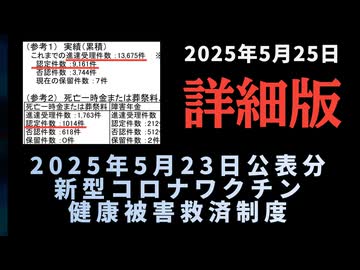 (参考1) 実績(累積)
これまでの進達受理件数 :13,675件
認定件数 : 9,161件
否認件数 : 3,744件
現在の保留件数 : 7件
(参考2) 死亡一時金または葬祭料、
死亡一時金または葬祭料 障害年金
進達受理件数 : 1,763件 進達受理
認定件数 :1014件 認定件数 :212
否認件数 :618件 否認件数 :512
保留件数 :0件 保留件数 :2件
2025年5月25日
詳細版
2025年5月23日公表分
新型コロナワクチン
健康被害救済制度